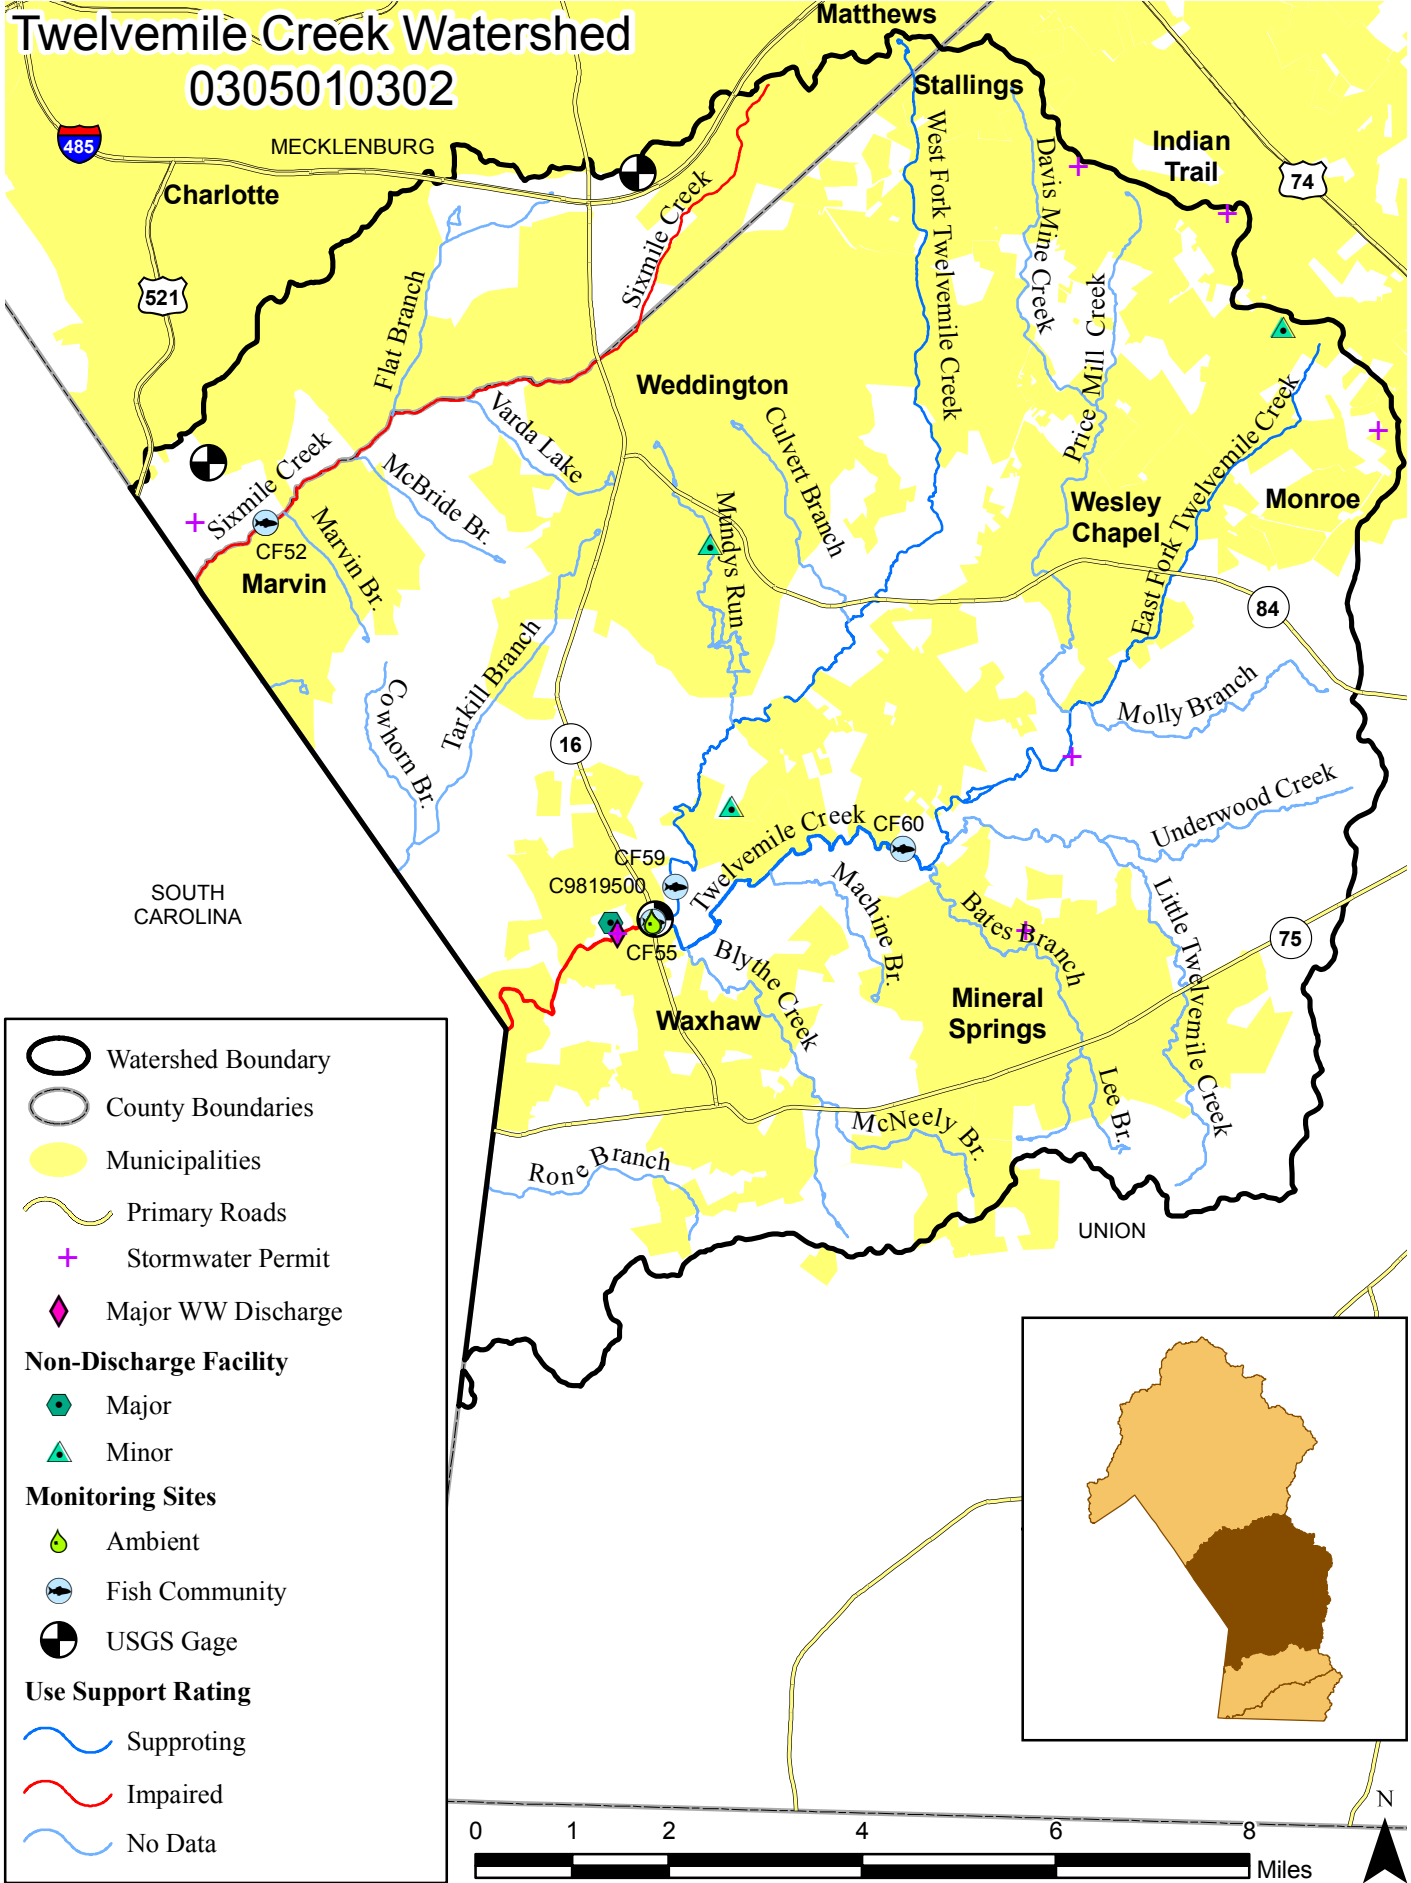 Twelvemile Creek Watershed
0305010302
Matthews
Stallings
MECKLENBURG
485
Charlotte
Indian
Trail
74
521
Sixmile Creek
West Fork Twelvemile Creek
Davis Mine Creek
Price Mill Creek
Flat Branch
Weddington
Varda Lake
Culvert Branch
McBride Br.
Sixmile Creek
CF52
Marvin
Marvin Br.
Mundys Run
Wesley
Chapel
Monroe
East Fork Twelvemile Creek
84
Cowhorn Br.
Tarkill Branch
16
Molly Branch
Underwood Creek
Twelvemile Creek
CF60
CF59
C9819500
CF55
SOUTH
CAROLINA
Machine Br.
Bates Branch
Little Twelvemile Creek
75
Blythe Creek
Waxhaw
Mineral
Springs
Lee Br.
McNeely Br.
Rone Branch
UNION
Watershed Boundary
County Boundaries
Municipalities
Primary Roads
Stormwater Permit
Major WW Discharge
Non-Discharge Facility
Major
Minor
Monitoring Sites
Ambient
Fish Community
USGS Gage
Use Support Rating
Supproting
Impaired
No Data
0 1 2 4 6 8
Miles
N